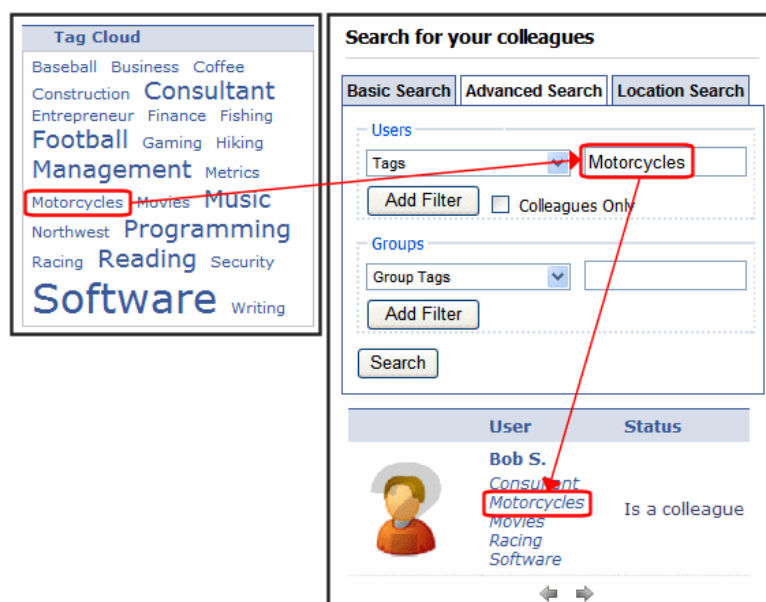 Tag Cloud
Baseball Business Coffee
Construction Consultant
Entrepreneur Finance Fishing
Football Gaming Hiking
Management Metrics
Motorcycles Movies Music
Northwest Programming
Racing Reading Security
Software Writing
Search for your colleagues
Basic Search Advanced Search Location Search
Users
Tags Motorcycles
Add Filter Colleagues Only
Groups
Group Tags
Add Filter
Search
User Status
Bob S.
Consultant
Motorcycles
Movies
Racing
Software
Is a colleague